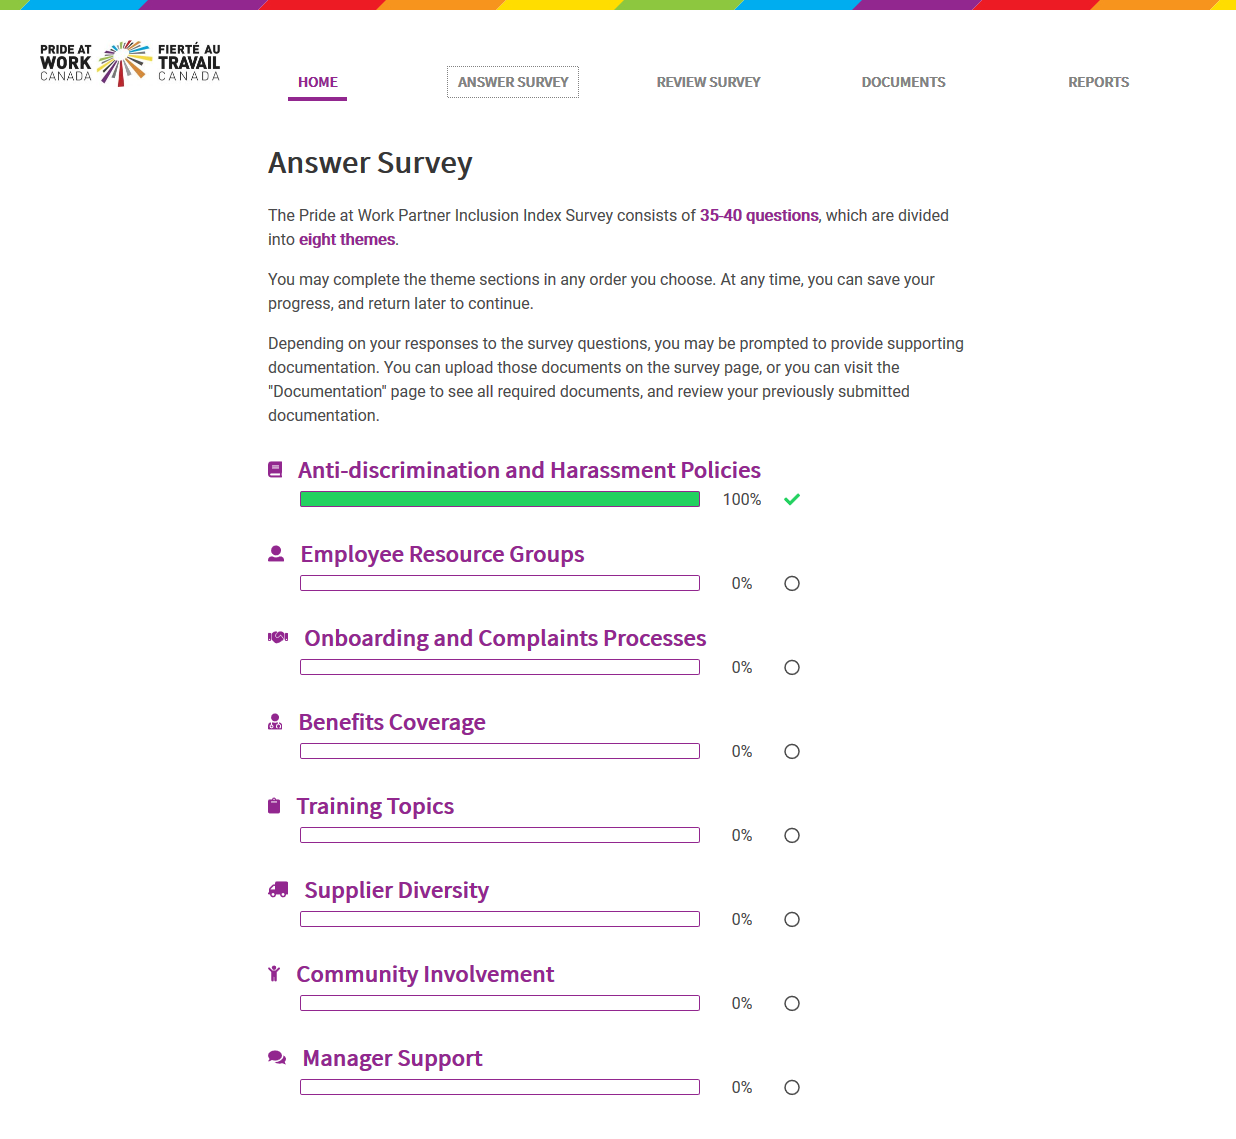 PRIDE AT
WORK
CANADA
FIERTÉ AU
TRAVAIL
CANADA
HOME
ANSWER SURVEY
REVIEW SURVEY
DOCUMENTS
REPORTS
Answer Survey
The Pride at Work Partner Inclusion Index Survey consists of 35-40 questions, which are divided
into eight themes.
You may complete the theme sections in any order you choose. At any time, you can save your
progress, and return later to continue.
Depending on your responses to the survey questions, you may be prompted to provide supporting
documentation. You can upload those documents on the survey page, or you can visit the
"Documentation" page to see all required documents, and review your previously submitted
documentation.
Anti-discrimination and Harassment Policies
100%
Employee Resource Groups
0%
Onboarding and Complaints Processes
0%
Benefits Coverage
0%
Training Topics
0%
Supplier Diversity
0%
Community Involvement
0%
Manager Support
0%